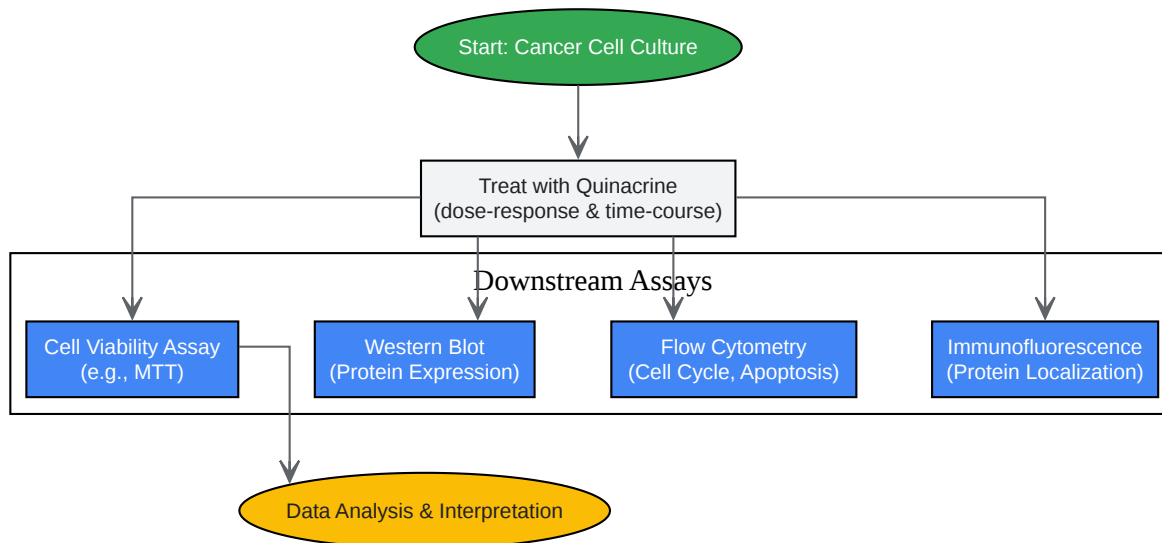 Start: Cancer Cell Culture
Treat with Quinacrine
(dose-response & time-course)
Downstream Assays
Cell Viability Assay
(e.g., MTT)
Western Blot
(Protein Expression)
Flow Cytometry
(Cell Cycle, Apoptosis)
Immunofluorescence
(Protein Localization)
Data Analysis & Interpretation